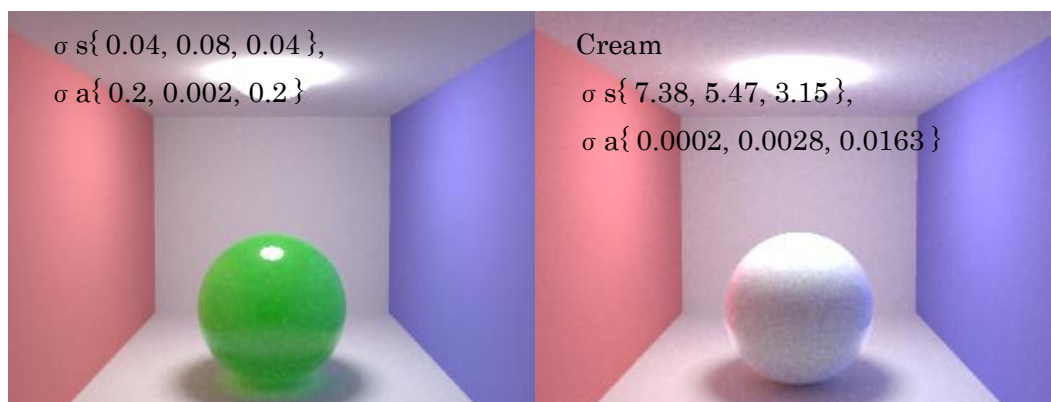 σ s{ 0.04, 0.08, 0.04 },
σ a{ 0.2, 0.002, 0.2 }
Cream
σ s{ 7.38, 5.47, 3.15 },
σ a{ 0.0002, 0.0028, 0.0163 }